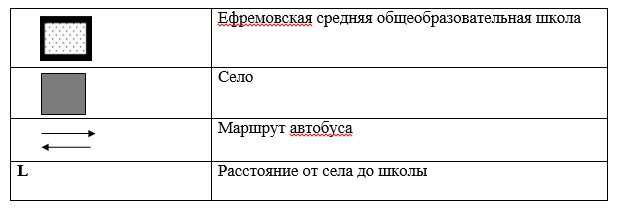 Ефремовская средняя общеобразовательная школа
Село
Маршрут автобуса
L Расстояние от села до школы